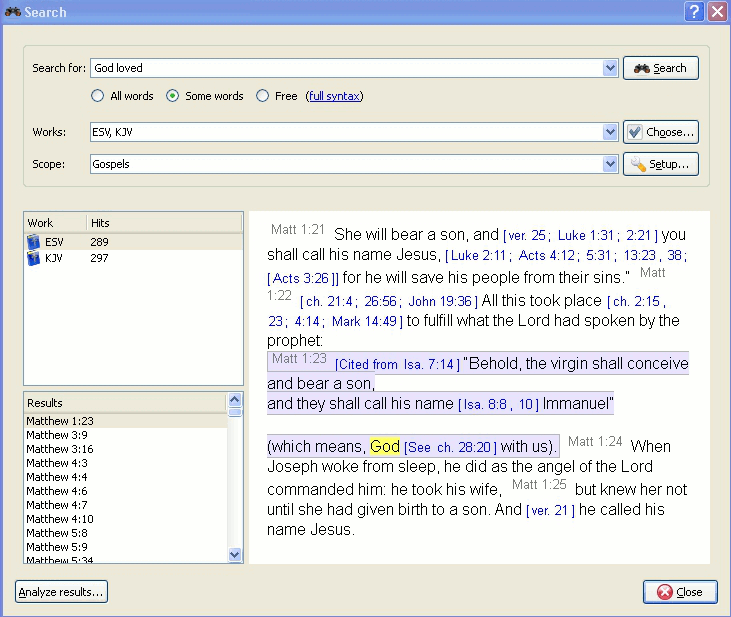 Search
Search for: God loved Search
All words Some words Free (full syntax)
Works: ESV, KJV Choose...
Scope: Gospels Setup...
Work Hits
ESV 289
KJV 297
Results
Matthew 1:23
Matthew 3:9
Matthew 3:16
Matthew 4:3
Matthew 4:4
Matthew 4:6
Matthew 4:7
Matthew 4:10
Matthew 5:8
Matthew 5:9
Matthew 5:34
Matt 1:21 She will bear a son, and [ver. 25; Luke 1:31; 2:21] you
shall call his name Jesus, [Luke 2:11; Acts 4:12; 5:31; 13:23, 38;
[Acts 3:26]] for he will save his people from their sins.” Matt
1:22 [ch. 21:4; 26:56; John 19:36] All this took place [ch. 2:15,
23; 4:14; Mark 14:49] to fulfill what the Lord had spoken by the
prophet:
Matt 1:23 [Cited from Isa. 7:14] “Behold, the virgin shall conceive
and bear a son,
and they shall call his name [Isa. 8:8, 10] Immanuel”
(which means, God [See ch. 28:20] with us). Matt 1:24 When
Joseph woke from sleep, he did as the angel of the Lord
commanded him: he took his wife, Matt 1:25 but knew her not
until she had given birth to a son. And [ver. 21] he called his
name Jesus.
Analyze results... Close